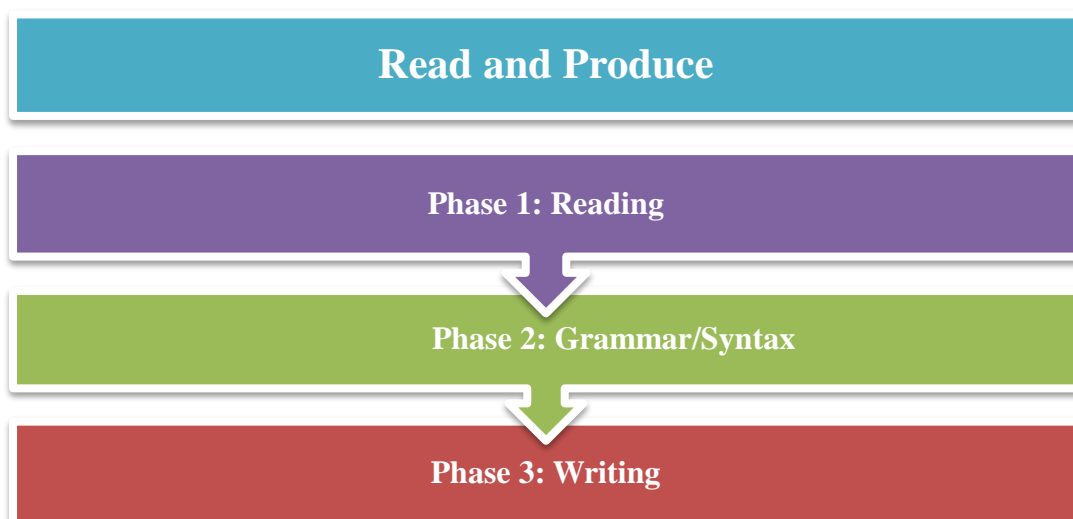 Read and Produce
Phase 1: Reading
Phase 2: Grammar/Syntax
Phase 3: Writing